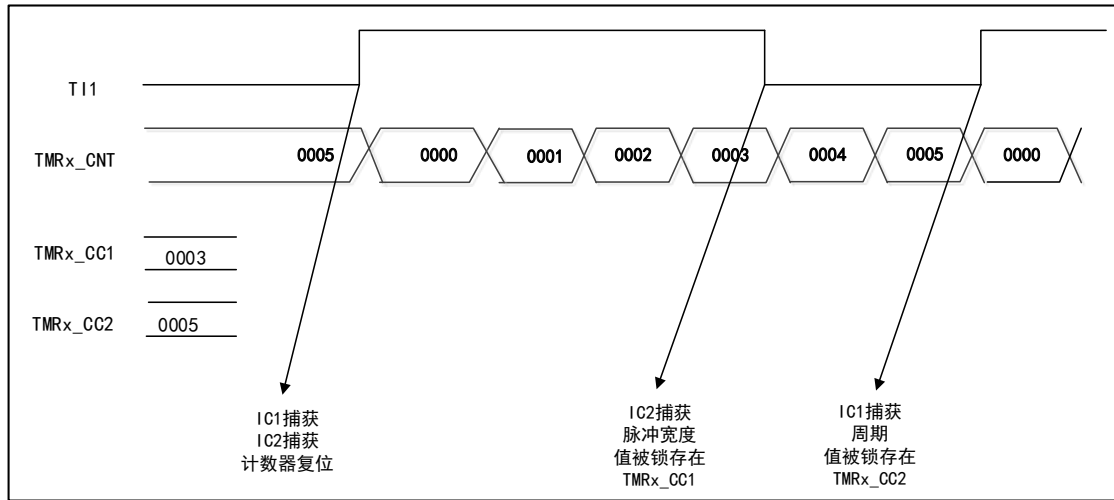 TI1
TMRx_CNT
0005 0000 0001 0002 0003 0004 0005 0000
TMRx_CC1
0003
TMRx_CC2
0005
IC1捕获
IC2捕获
计数器复位
IC2捕获
脉冲宽度
值被锁存在
TMRx_CC1
IC1捕获
周期
值被锁存在
TMRx_CC2